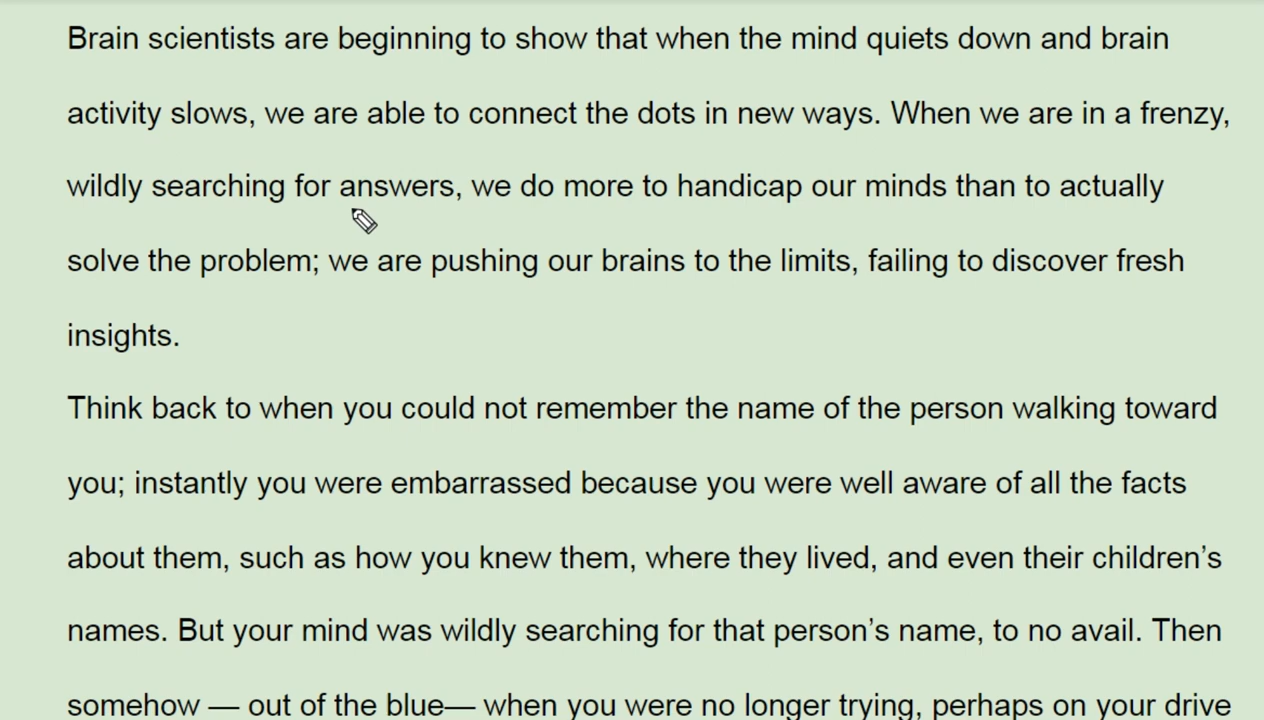 Brain scientists are beginning to show that when the mind quiets down and brain
activity slows, we are able to connect the dots in new ways. When we are in a frenzy,
wildly searching for answers, we do more to handicap our minds than to actually
solve the problem; we are pushing our brains to the limits, failing to discover fresh
insights.
Think back to when you could not remember the name of the person walking toward
you; instantly you were embarrassed because you were well aware of all the facts
about them, such as how you knew them, where they lived, and even their children’s
names. But your mind was wildly searching for that person’s name, to no avail. Then
somehow — out of the blue— when you were no longer trying, perhaps on your drive